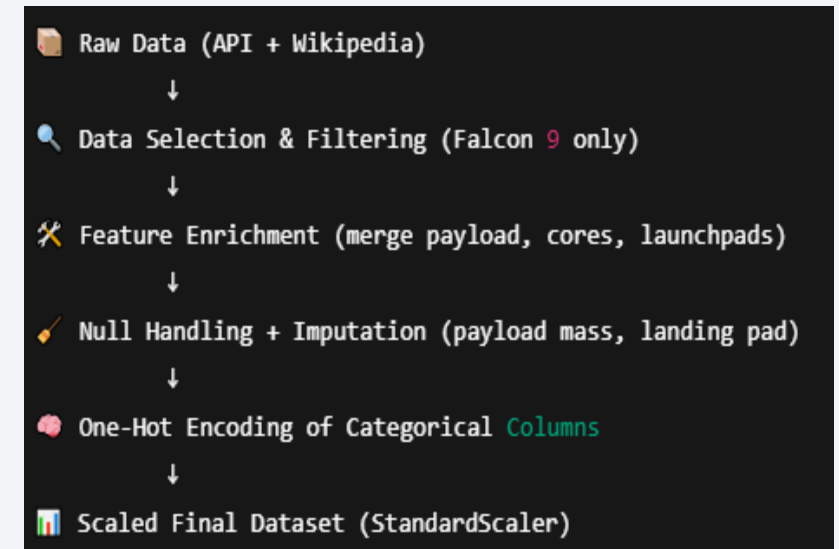 📦 Raw Data (API + Wikipedia)
↓
🔍 Data Selection & Filtering (Falcon 9 only)
↓
🛠 Feature Enrichment (merge payload, cores, launchpads)
↓
🧹 Null Handling + Imputation (payload mass, landing pad)
↓
🧠 One-Hot Encoding of Categorical Columns
↓
📊 Scaled Final Dataset (StandardScaler)